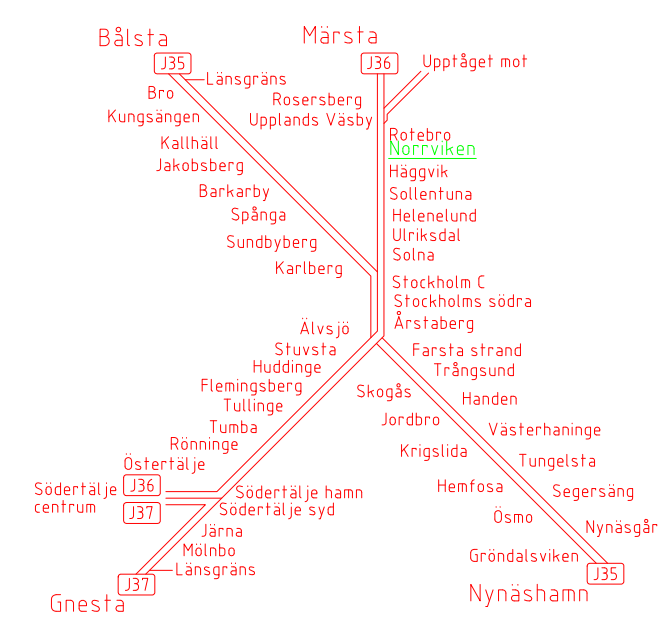 Bålsta
Märsta
J35
J36
Upptåget mot
Länsgräns
Bro
Rosersberg
Kungsängen
Upplands Väsby
Rotebro
Kallhäll
Norrviken
Jakobsberg
Häggvik
Barkarby
Sollentuna
Spånga
Helenelund
Ulriksdal
Sundbyberg
Solna
Karlberg
Stockholm C
Stockholms södra
Årstaberg
Älvsjö
Stuvsta
Farsta strand
Huddinge
Trångsund
Flemingsberg
Skogås
Handen
Tullinge
Jordbro
Tumba
Västerhaninge
Rönninge
Krigslida
Östertälje
Tungelsta
J36
Södertälje
centrum
J37
Södertälje hamn
Södertälje syd
Hemfosa
Segersäng
Ösmo
Nynäsgår
Järna
Mölnbo
Gröndalsviken
Länsgräns
J37
J35
Gnesta
Nynäshamn